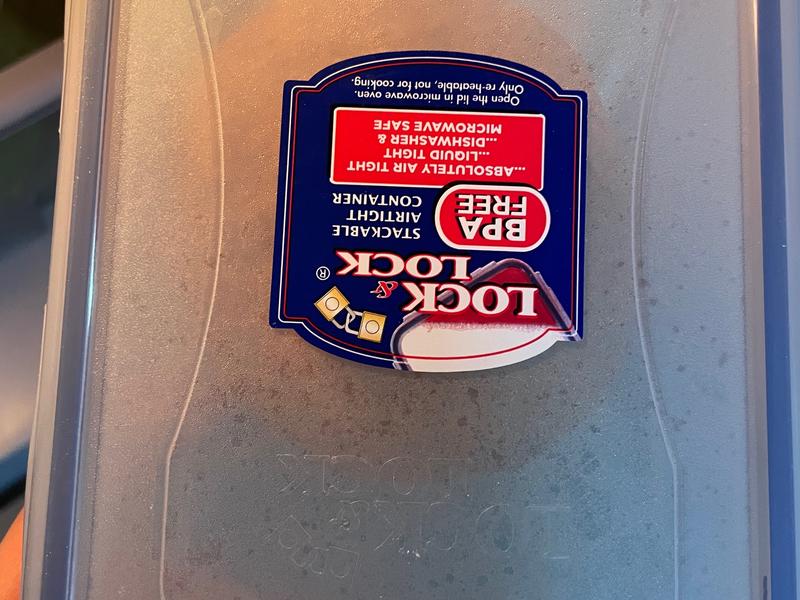 LOCK &
LOCK ®
BPA
FREE
STACKABLE
AIRTIGHT
CONTAINER
...ABSOLUTELY AIR TIGHT
...LIQUID TIGHT
...DISHWASHER &
MICROWAVE SAFE
Open the lid in microwave oven.
Only re-heatable, not for cooking.
LOCK &
LOCK